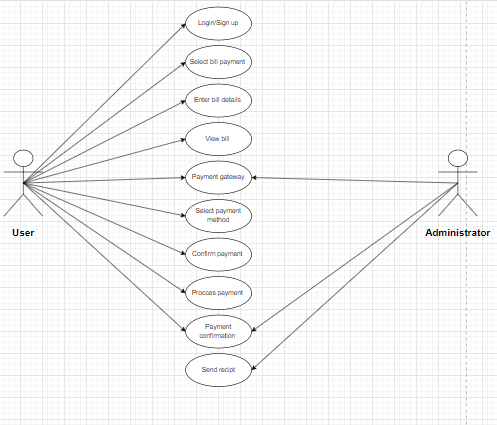 Login/Sign up
Select bill payment
Enter bill details
View bill
Payment gateway
Select payment
method
Confirm payment
Procces payment
Payment
confirmation
Send recipt
User
Administrator